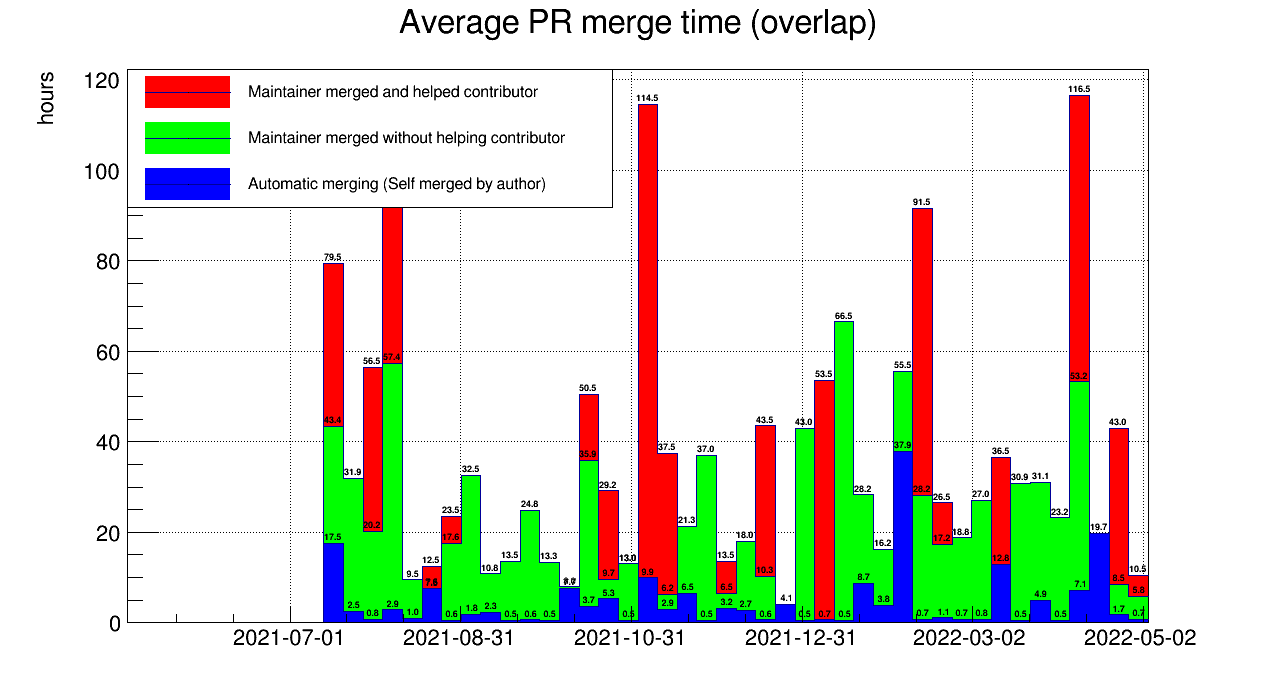 Average PR merge time (overlap)
hours
Maintainer merged and helped contributor
Maintainer merged without helping contributor
Automatic merging (Self merged by author)
120
100
80
60
40
20
0
2021-07-01 2021-08-31 2021-10-31 2021-12-31 2022-03-02 2022-05-02
79.5 56.5 12.5 23.5 50.5 29.2 114.5 37.5 13.5 43.5 53.5 91.5 26.5 36.5 116.5 43.0 10.5
43.4 31.9 20.2 57.4 9.5 17.6 32.5 10.8 13.5 24.8 13.3 35.9 9.7 13.0 9.9 6.2 21.3 37.0 6.5 18.0 10.3 43.0 66.5 28.2 16.2 55.5 28.2 17.2 18.8 27.0 12.8 30.9 31.1 23.2 53.2 8.5 5.8
17.5 2.5 0.8 2.9 1.0 0.6 1.8 2.3 0.5 0.6 0.5 3.7 5.3 0.5 2.9 6.5 0.5 3.2 2.7 0.6 4.1 0.5 0.7 0.5 8.7 3.8 37.9 0.7 1.1 0.7 0.8 0.5 4.9 0.5 7.1 19.7 1.7 0.7